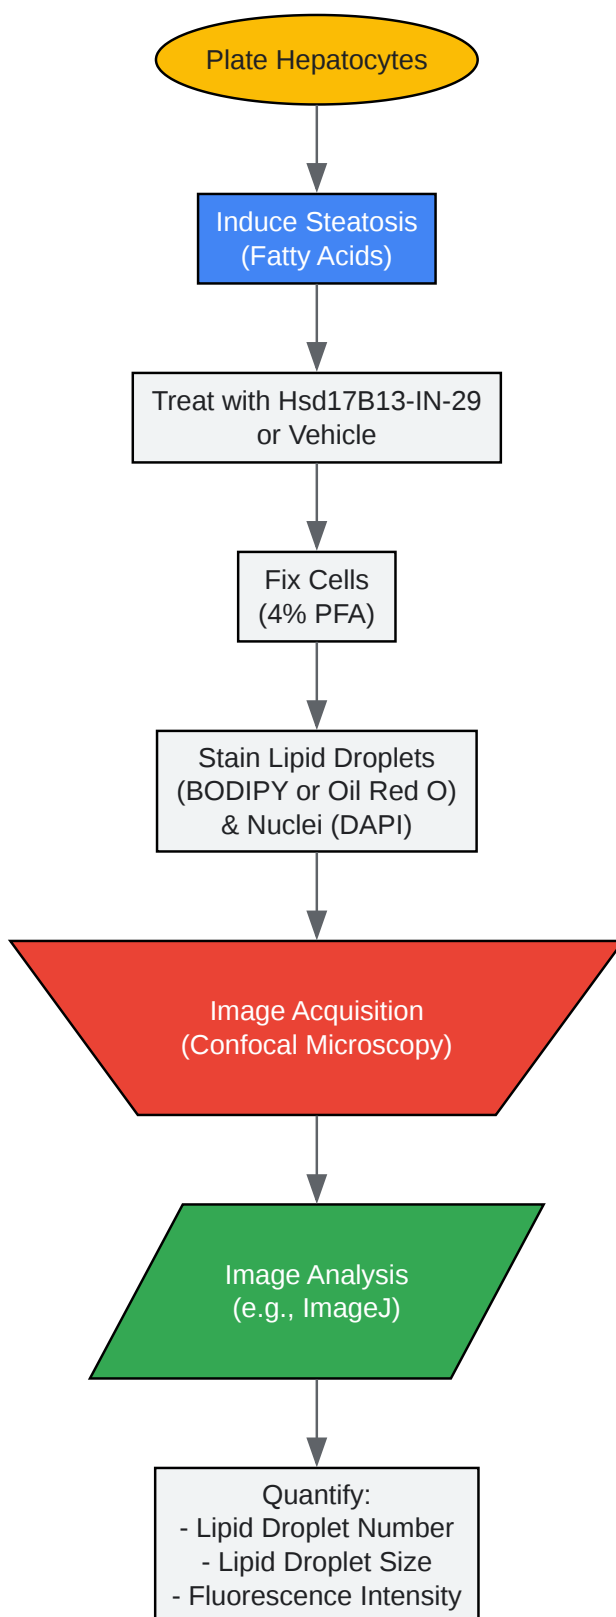 Plate Hepatocytes
Induce Steatosis
(Fatty Acids)
Treat with Hsd17B13-IN-29
or Vehicle
Fix Cells
(4% PFA)
Stain Lipid Droplets
(BODIPY or Oil Red O)
& Nuclei (DAPI)
Image Acquisition
(Confocal Microscopy)
Image Analysis
(e.g., ImageJ)
Quantify:
- Lipid Droplet Number
- Lipid Droplet Size
- Fluorescence Intensity